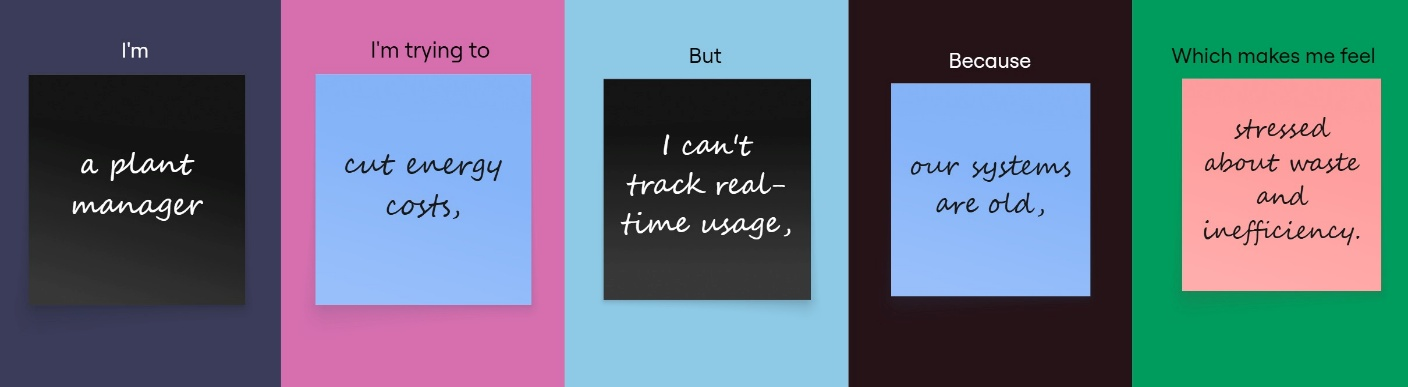 I'm
a plant
manager
I'm trying to
cut energy
costs,
But
I can't
track real-
time usage,
Because
our systems
are old,
Which makes me feel
stressed
about waste
and
inefficiency.